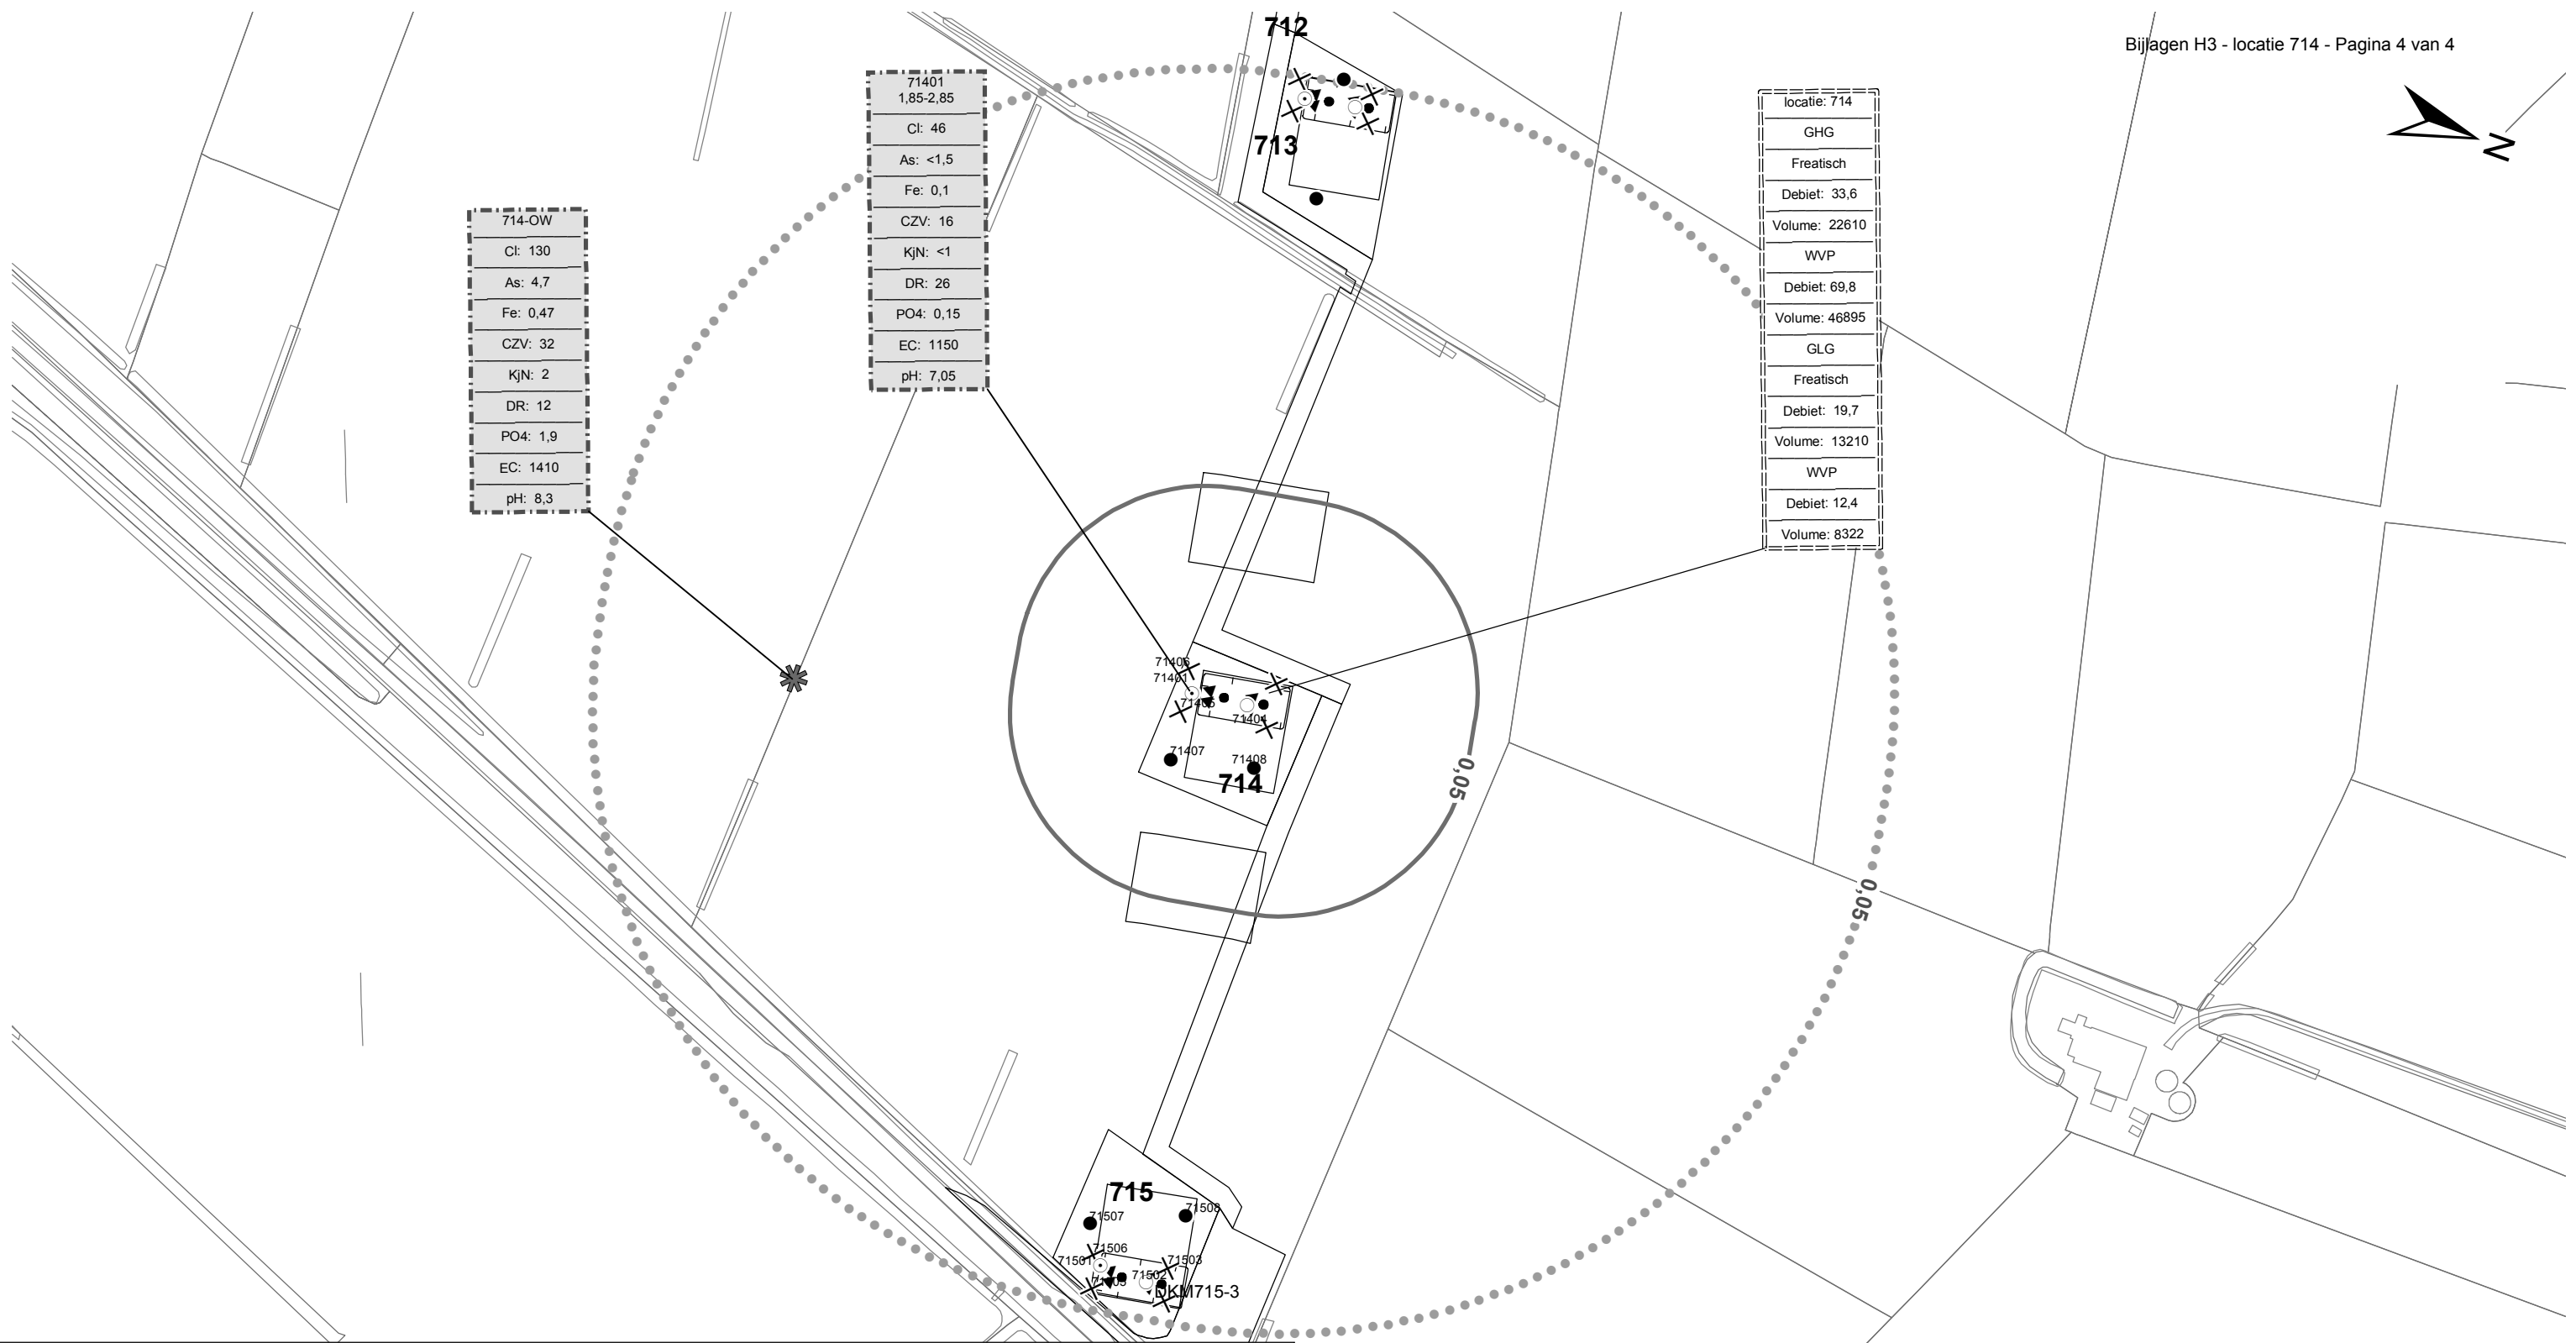 Bijlagen H3 - locatie 714 - Pagina 4 van 4
N
712
713
71401
1,85-2,85
Cl: 46
As: <1,5
Fe: 0,1
CZV: 16
KjN: <1
DR: 26
PO4: 0,15
EC: 1150
pH: 7,05
714-OW
Cl: 130
As: 4,7
Fe: 0,47
CZV: 32
KjN: 2
DR: 12
PO4: 1,9
EC: 1410
pH: 8,3
locatie: 714
GHG
Freatisch
Debiet: 33,6
Volume: 22610
WVP
Debiet: 69,8
Volume: 46895
GLG
Freatisch
Debiet: 19,7
Volume: 13210
WVP
Debiet: 12,4
Volume: 8322
71406
71401
71405
71404
71407
71408
714
0,05
0,05
715
71507
71508
71506
71501
71503
71502
DKM715-3